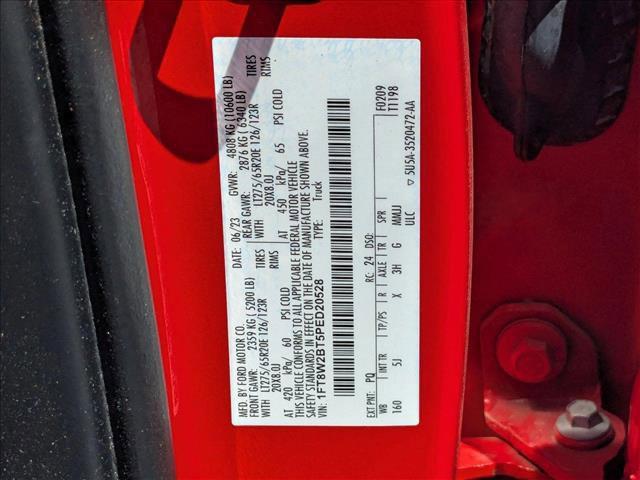 MFD. BY FORD MOTOR CO.
DATE: 06/23 GVWR: 4808 KG (10600 LB)
FRONT GAWR: 2359 KG (5200 LB) REAR GAWR: 2876 KG (6340 LB)
WITH LT275/65R20E 126/123R TIRES WITH LT275/65R20E 126/123R TIRES
20X8.0J RIMS 20X8.0J RIMS
AT 420 kPa/ 60 PSI COLD AT 450 kPa/ 65 PSI COLD
THIS VEHICLE CONFORMS TO ALL APPLICABLE FEDERAL MOTOR VEHICLE
SAFETY STANDARDS IN EFFECT ON THE DATE OF MANUFACTURE SHOWN ABOVE.
VIN: 1FT8W2BT5PED20528 TYPE: Truck
F0209
T1198
EXT PNT: PQ RC: 24 DSO:
WB INT TR TP/PS R AXLE TR SPR
160 5J X 3H G MMJJ
ULC ▽ 5U5A-3520472-AA